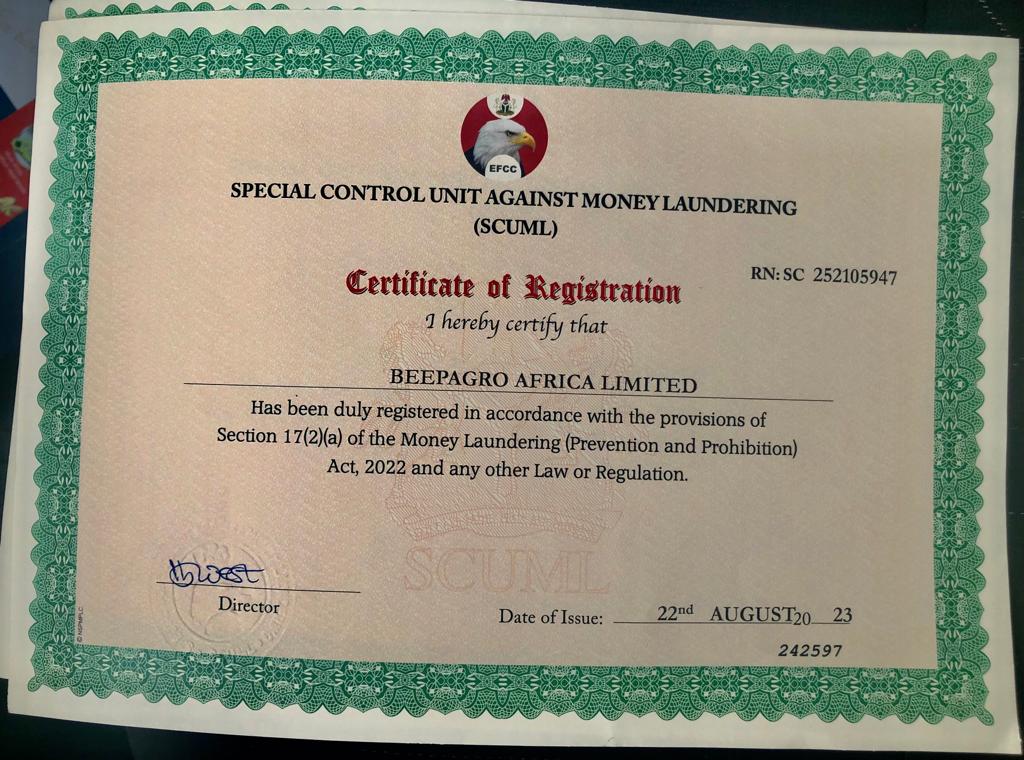 EFCC
SPECIAL CONTROL UNIT AGAINST MONEY LAUNDERING
(SCUML)
RN: SC 252105947
Certificate of Registration
I hereby certify that
BEEPAGRO AFRICA LIMITED
Has been duly registered in accordance with the provisions of
Section 17(2)(a) of the Money Laundering (Prevention and Prohibition)
Act, 2022 and any other Law or Regulation.
SCUML
Director
Date of Issue: 22nd AUGUST 20 23
242597
© NSPMPLC